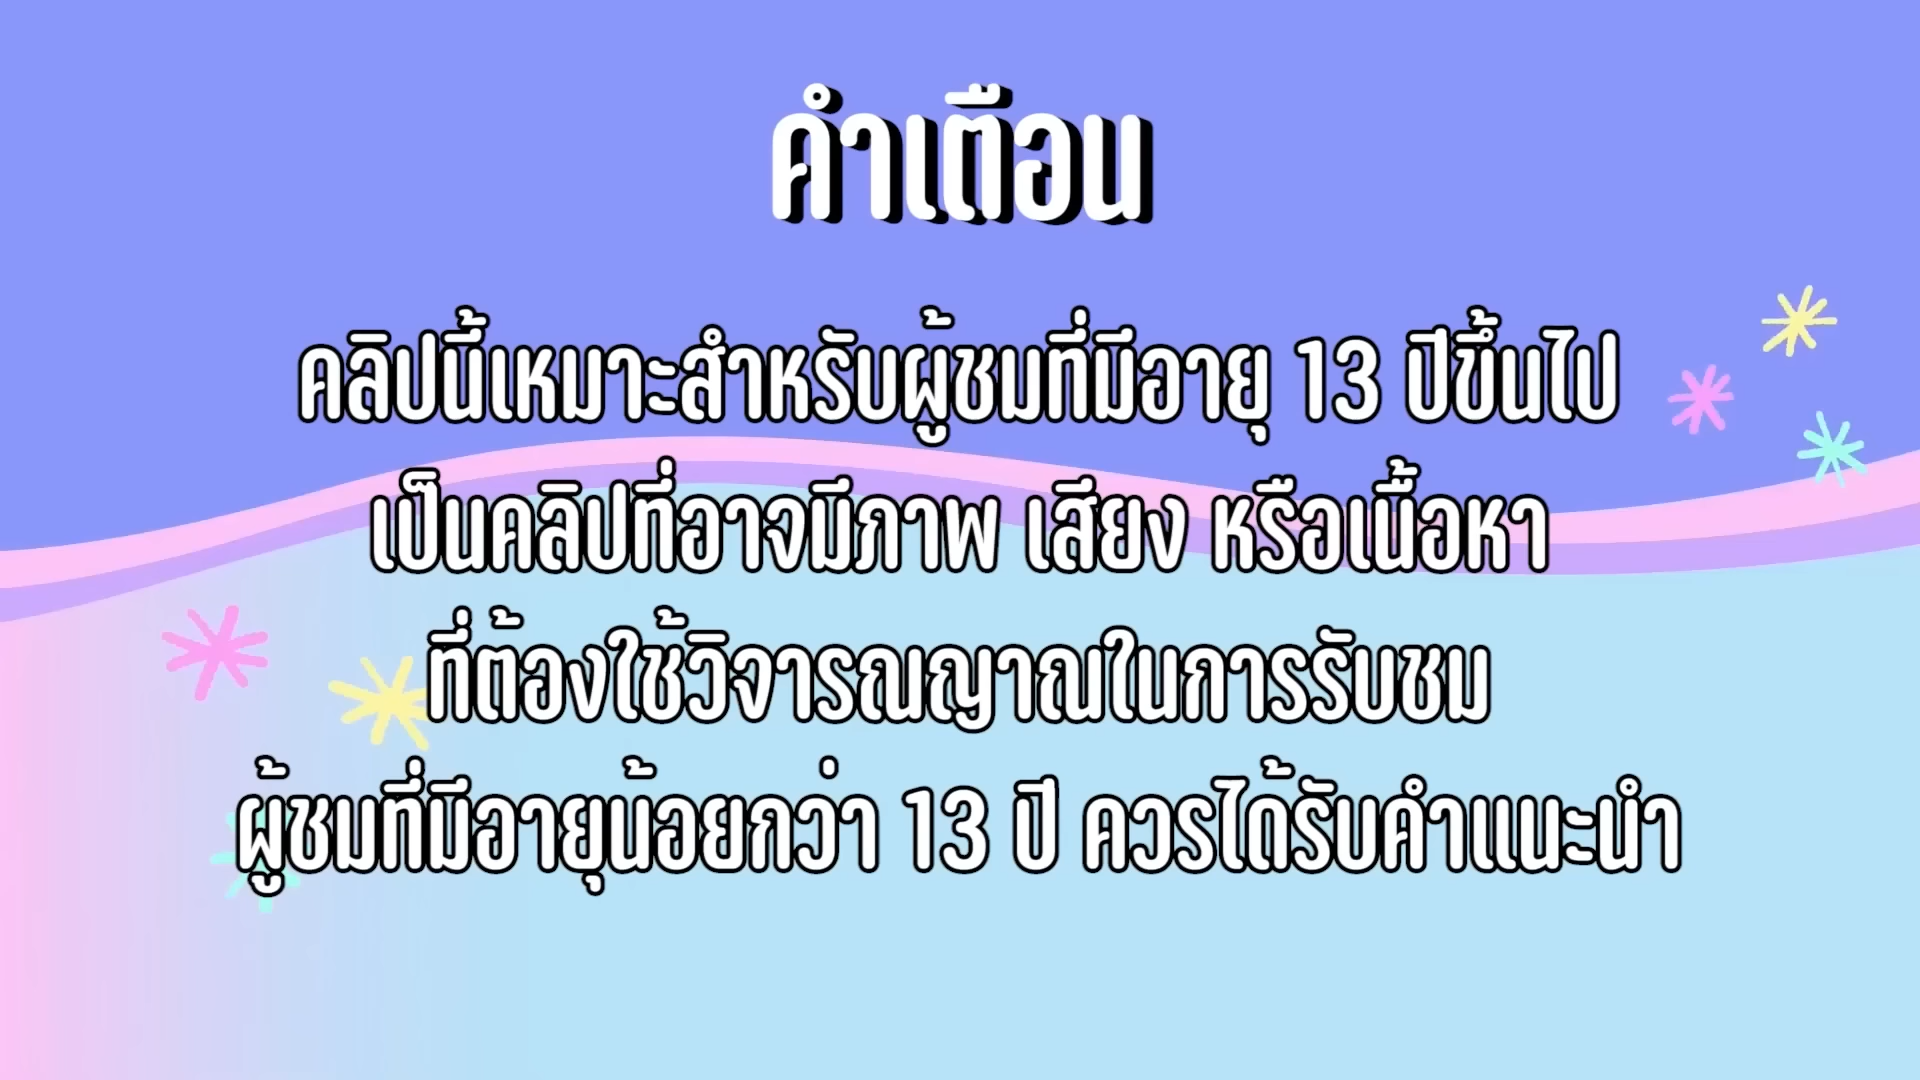 คำเตือน
คลิปนี้เหมาะสำหรับผู้ชมที่มีอายุ 13 ปีขึ้นไป
เป็นคลิปที่อาจมีภาพ เสียง หรือเนื้อหา
ที่ต้องใช้วิจารณญาณในการรับชม
ผู้ชมที่มีอายุน้อยกว่า 13 ปี ควรได้รับคำแนะนำ